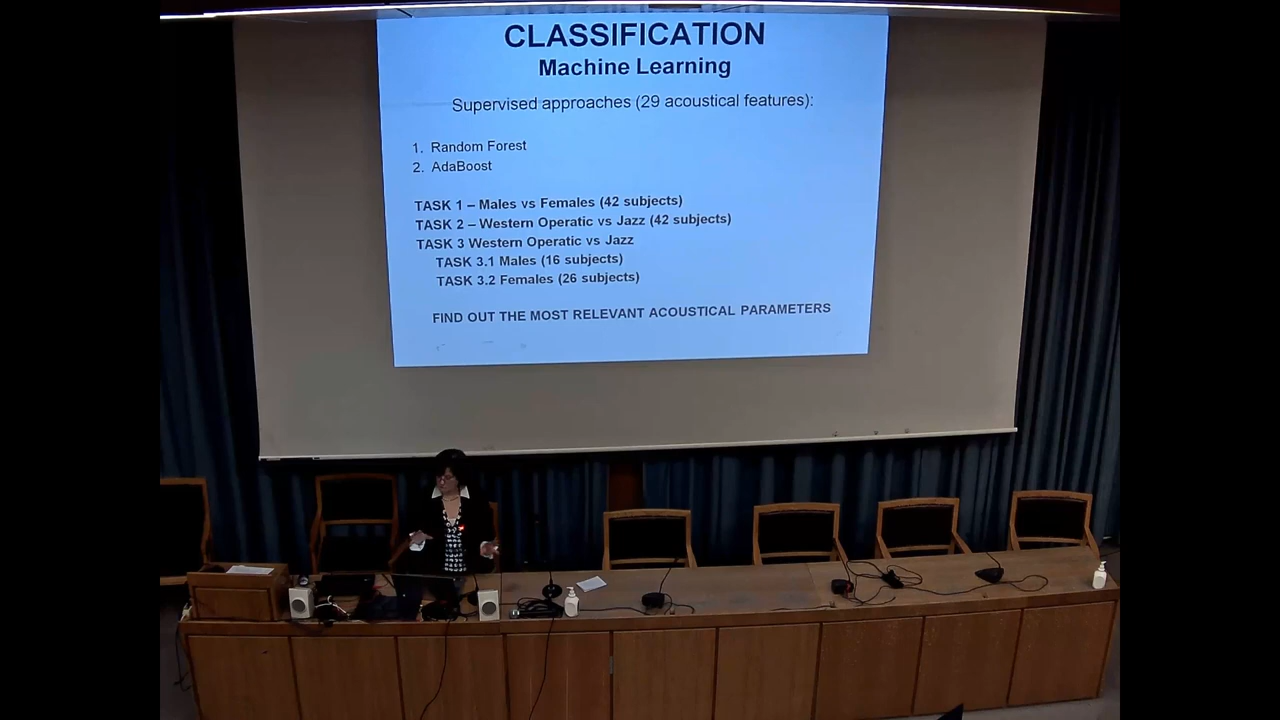 CLASSIFICATION
Machine Learning
Supervised approaches (29 acoustical features):
1. Random Forest
2. AdaBoost
TASK 1 – Males vs Females (42 subjects)
TASK 2 – Western Operatic vs Jazz (42 subjects)
TASK 3 Western Operatic vs Jazz
TASK 3.1 Males (16 subjects)
TASK 3.2 Females (26 subjects)
FIND OUT THE MOST RELEVANT ACOUSTICAL PARAMETERS